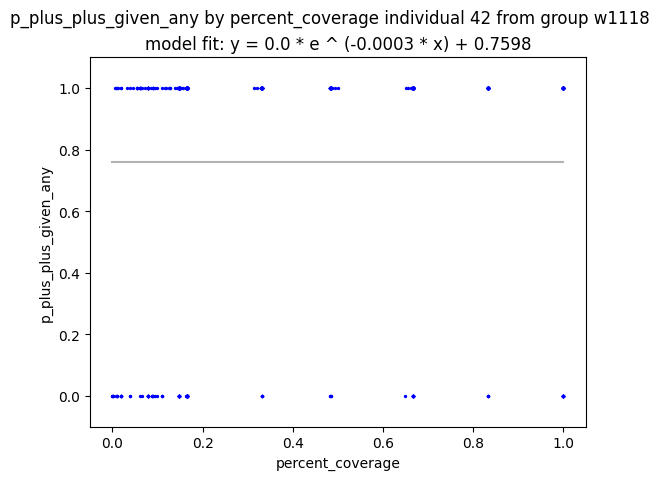 p_plus_plus_given_any by percent_coverage individual 42 from group w1118
model fit: y = 0.0 * e ^ (-0.0003 * x) + 0.7598
1.0
0.8
0.6
0.4
0.2
0.0
p_plus_plus_given_any
0.0 0.2 0.4 0.6 0.8 1.0
percent_coverage